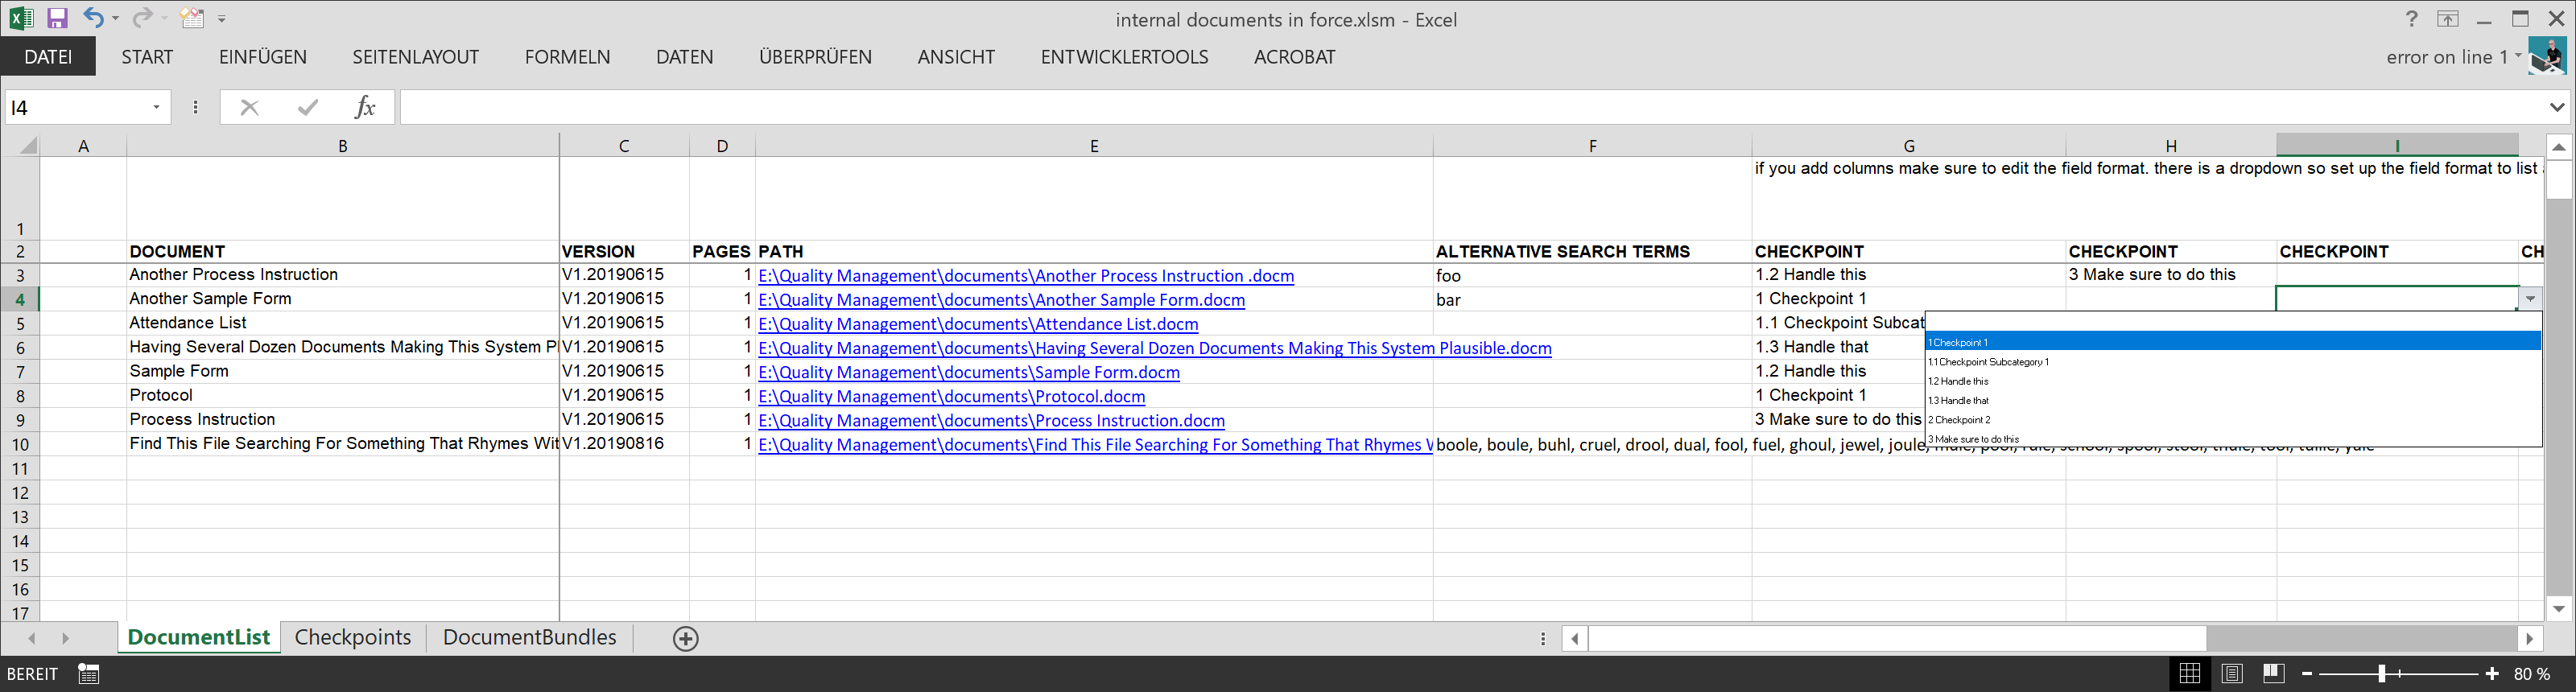 internal documents in force.xlsm - Excel
DATEI START EINFÜGEN SEITENLAYOUT FORMELN DATEN ÜBERPRÜFEN ANSICHT ENTWICKLERTOOLS ACROBAT error on line 1
I4 fx
A B C D E F G H I
1 if you add columns make sure to edit the field format. there is a dropdown so set up the field format to list
2 DOCUMENT VERSION PAGES PATH ALTERNATIVE SEARCH TERMS CHECKPOINT CHECKPOINT CHECKPOINT CH
3 Another Process Instruction V1.20190615 1 E:\Quality Management\documents\Another Process Instruction .docm foo 1.2 Handle this 3 Make sure to do this
4 Another Sample Form V1.20190615 1 E:\Quality Management\documents\Another Sample Form.docm bar 1 Checkpoint 1
5 Attendance List V1.20190615 1 E:\Quality Management\documents\Attendance List.docm 1.1 Checkpoint Subcat
6 Having Several Dozen Documents Making This System Pl V1.20190615 1 E:\Quality Management\documents\Having Several Dozen Documents Making This System Plausible.docm 1.3 Handle that
7 Sample Form V1.20190615 1 E:\Quality Management\documents\Sample Form.docm 1.2 Handle this
8 Protocol V1.20190615 1 E:\Quality Management\documents\Protocol.docm 1 Checkpoint 1
9 Process Instruction V1.20190615 1 E:\Quality Management\documents\Process Instruction.docm 3 Make sure to do this
10 Find This File Searching For Something That Rhymes Wit V1.20190816 1 E:\Quality Management\documents\Find This File Searching For Something That Rhymes W boole, boule, buhl, cruel, drool, dual, fool, fuel, ghoul, jewel, joule,
1 Checkpoint 1
1.1 Checkpoint Subcategory 1
1.2 Handle this
1.3 Handle that
2 Checkpoint 2
3 Make sure to do this
11
12
13
14
15
16
17
DocumentList Checkpoints DocumentBundles
BEREIT 80 %